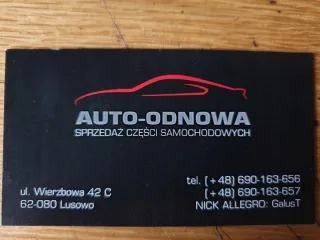 AUTO-ODNOWA
SPRZEDAŻ CZĘŚCI SAMOCHODOWYCH
ul. Wierzbowa 42 C
62-080 Lusowo
tel. (+48) 690-163-656
(+48) 690-163-657
NICK ALLEGRO: GalusT